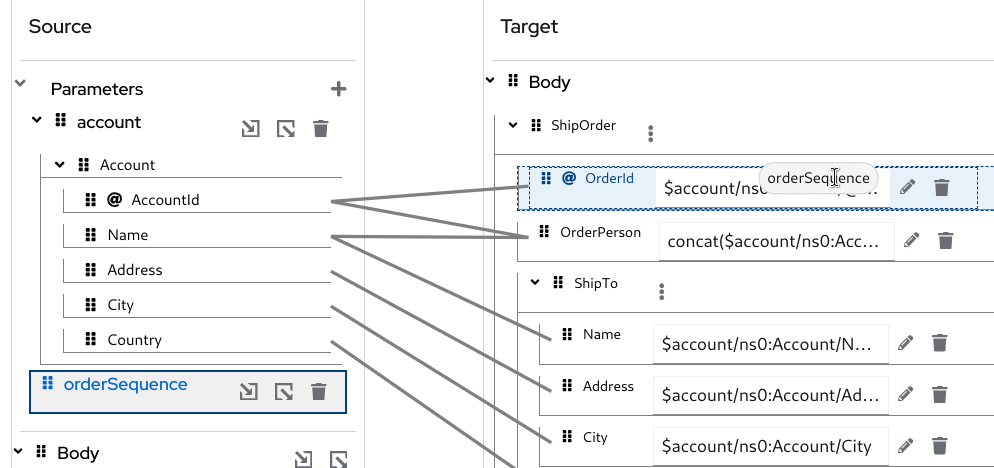 Source
Target
Parameters
Body
account
ShipOrder
Account
@ OrderId
$account/ns0
orderSequence
@ AccountId
Name
OrderPerson
concat($account/ns0:Acc...
Address
ShipTo
City
Name
$account/ns0:Account/N...
Country
Address
$account/ns0:Account/Ad...
orderSequence
City
$account/ns0:Account/City
Body